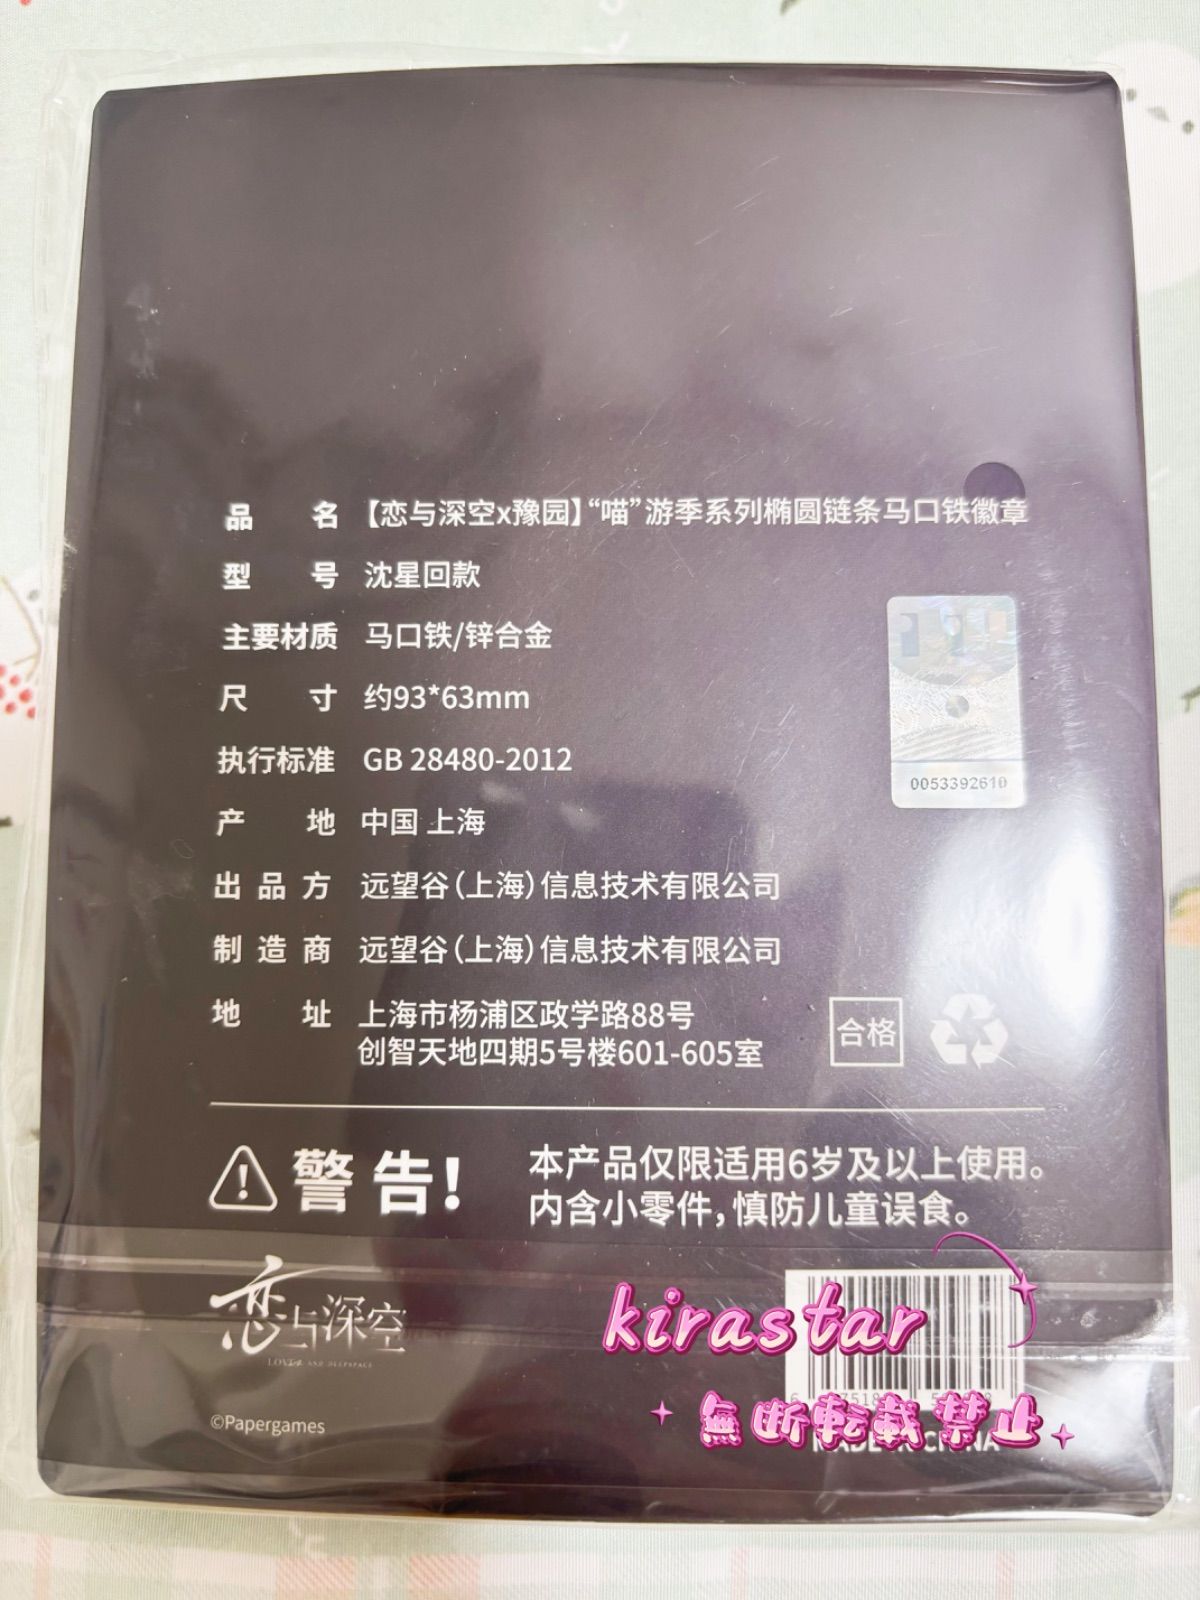 品 名 【恋与深空x豫园】“喵”游季系列椭圆链条马口铁徽章
型 号 沈星回款
主要材质 马口铁/锌合金
尺 寸 约93*63mm
执行标准 GB 28480-2012
0053392610
产 地 中国 上海
出品方 远望谷(上海)信息技术有限公司
制造商 远望谷(上海)信息技术有限公司
地 址 上海市杨浦区政学路88号
创智天地四期5号楼601-605室
合格
警告!
本产品仅限适用6岁及以上使用。
内含小零件,慎防儿童误食。
恋与深空
LOVE AND DEEPSPACE
©Papergames
kirastar
無断転載禁止